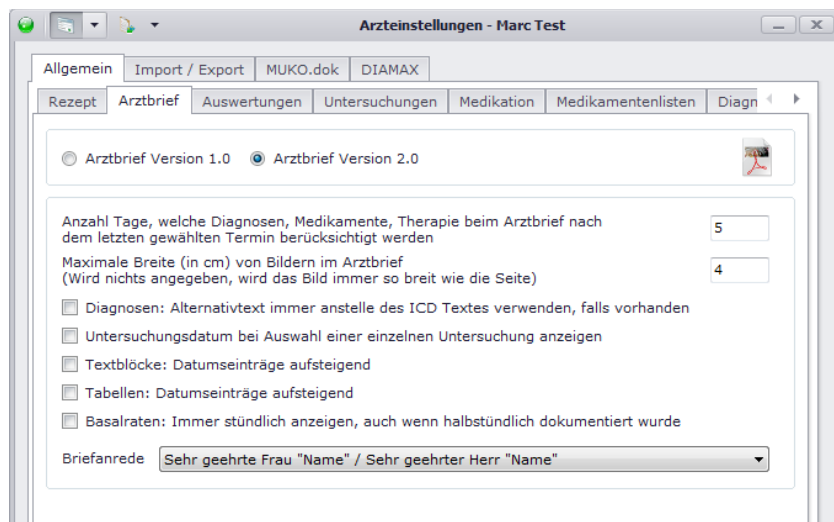 Arzteinstellungen - Marc Test
Allgemein Import / Export MUKO.dok DIAMAX
Rezept Arztbrief Auswertungen Untersuchungen Medikation Medikamentenlisten Diagn
Arztbrief Version 1.0 Arztbrief Version 2.0
Anzahl Tage, welche Diagnosen, Medikamente, Therapie beim Arztbrief nach
dem letzten gewählten Termin berücksichtigt werden
5
Maximale Breite (in cm) von Bildern im Arztbrief
(Wird nichts angegeben, wird das Bild immer so breit wie die Seite)
4
Diagnosen: Alternativtext immer anstelle des ICD Textes verwenden, falls vorhanden
Untersuchungsdatum bei Auswahl einer einzelnen Untersuchung anzeigen
Textblöcke: Datumseinträge aufsteigend
Tabellen: Datumseinträge aufsteigend
Basalraten: Immer stündlich anzeigen, auch wenn halbstündlich dokumentiert wurde
Briefanrede Sehr geehrte Frau "Name" / Sehr geehrter Herr "Name"